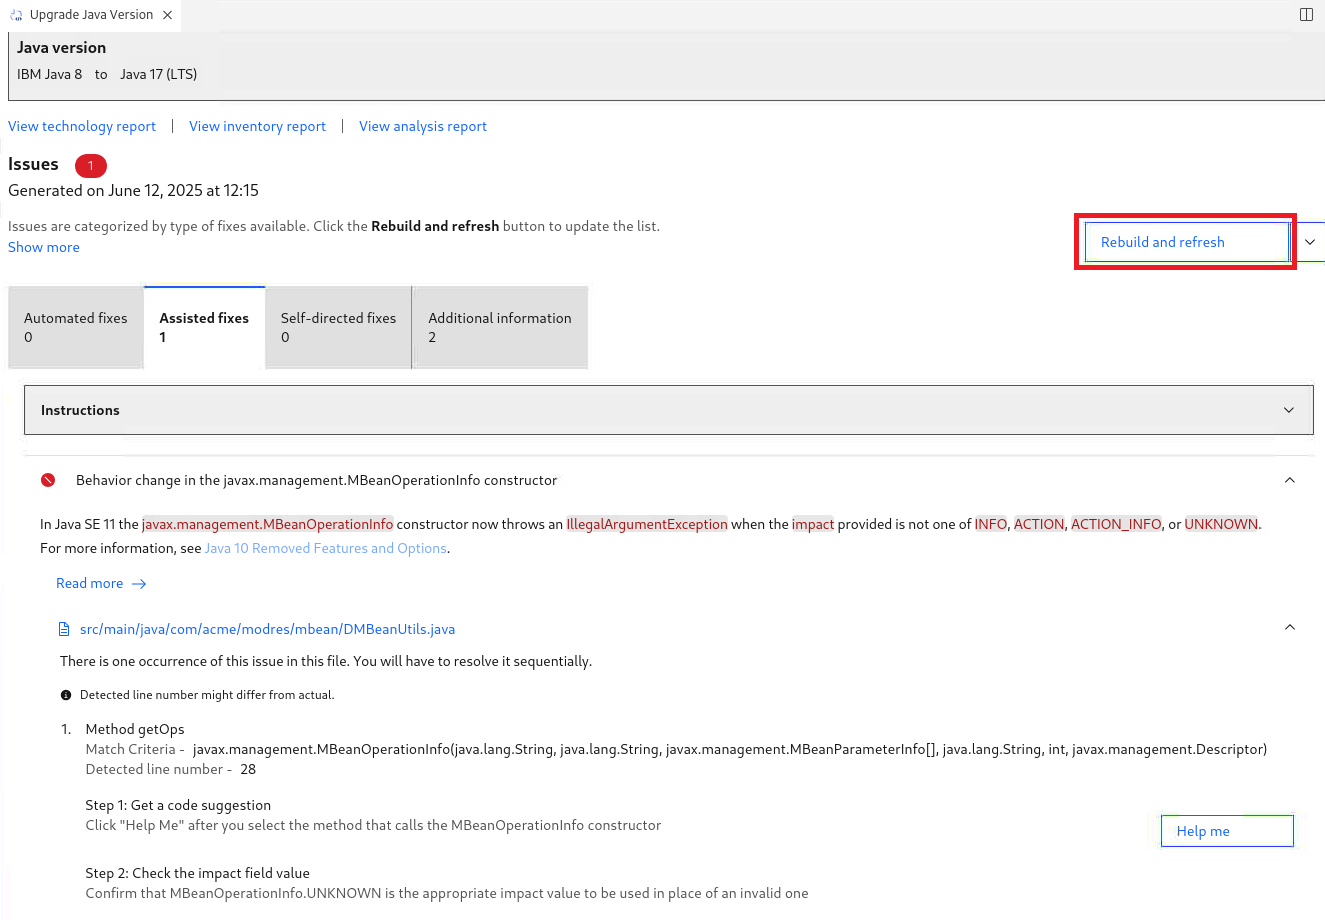 Upgrade Java Version
Java version
IBM Java 8 to Java 17 (LTS)
View technology report | View inventory report | View analysis report
Issues 1
Generated on June 12, 2025 at 12:15
Issues are categorized by type of fixes available. Click the Rebuild and refresh button to update the list.
Show more
Rebuild and refresh
Automated fixes
0
Assisted fixes
1
Self-directed fixes
0
Additional information
2
Instructions
Behavior change in the javax.management.MBeanOperationInfo constructor
In Java SE 11 the javax.management.MBeanOperationInfo constructor now throws an IllegalArgumentException when the impact provided is not one of INFO, ACTION, ACTION_INFO, or UNKNOWN.
For more information, see Java 10 Removed Features and Options.
Read more
src/main/java/com/acme/modres/mbean/DMBeanUtils.java
There is one occurrence of this issue in this file. You will have to resolve it sequentially.
Detected line number might differ from actual.
1. Method getOps
Match Criteria - javax.management.MBeanOperationInfo(java.lang.String, java.lang.String, javax.management.MBeanParameterInfo[], java.lang.String, int, javax.management.Descriptor)
Detected line number - 28
Step 1: Get a code suggestion
Click "Help Me" after you select the method that calls the MBeanOperationInfo constructor
Help me
Step 2: Check the impact field value
Confirm that MBeanOperationInfo.UNKNOWN is the appropriate impact value to be used in place of an invalid one